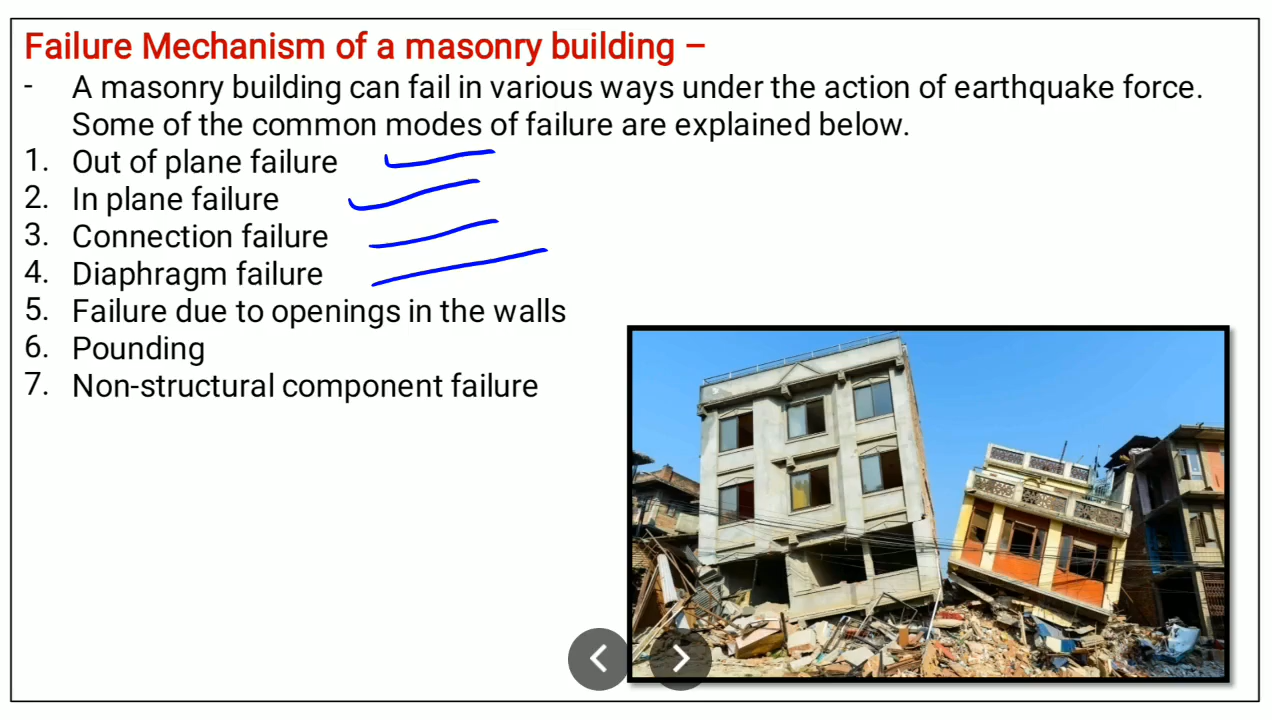 Failure Mechanism of a masonry building –
- A masonry building can fail in various ways under the action of earthquake force.
Some of the common modes of failure are explained below.
1. Out of plane failure
2. In plane failure
3. Connection failure
4. Diaphragm failure
5. Failure due to openings in the walls
6. Pounding
7. Non-structural component failure